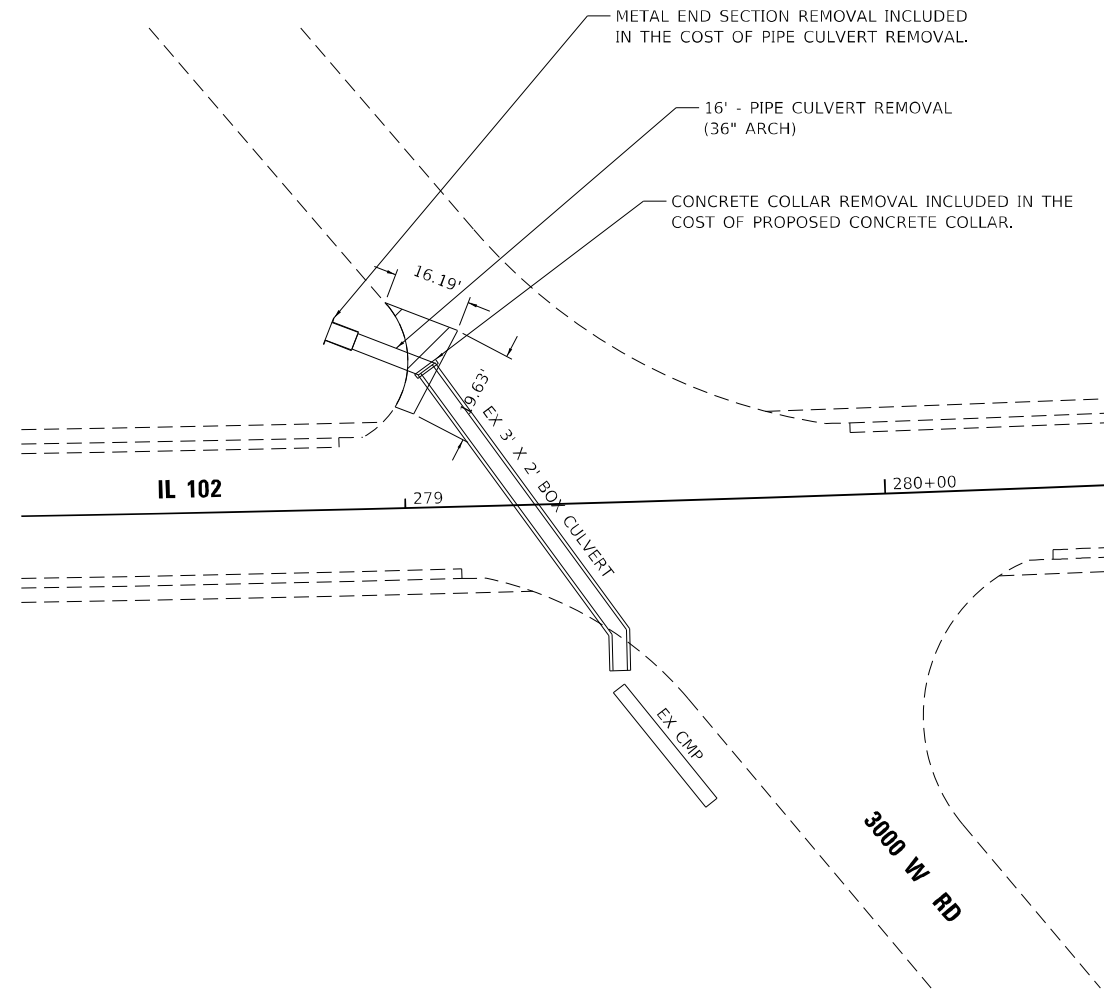 METAL END SECTION REMOVAL INCLUDED
IN THE COST OF PIPE CULVERT REMOVAL.
16' - PIPE CULVERT REMOVAL
(36" ARCH)
CONCRETE COLLAR REMOVAL INCLUDED IN THE
COST OF PROPOSED CONCRETE COLLAR.
16.19'
19.63'
EX 3' X 2' BOX CULVERT
IL 102
279
280+00
EX CMP
3000 W RD